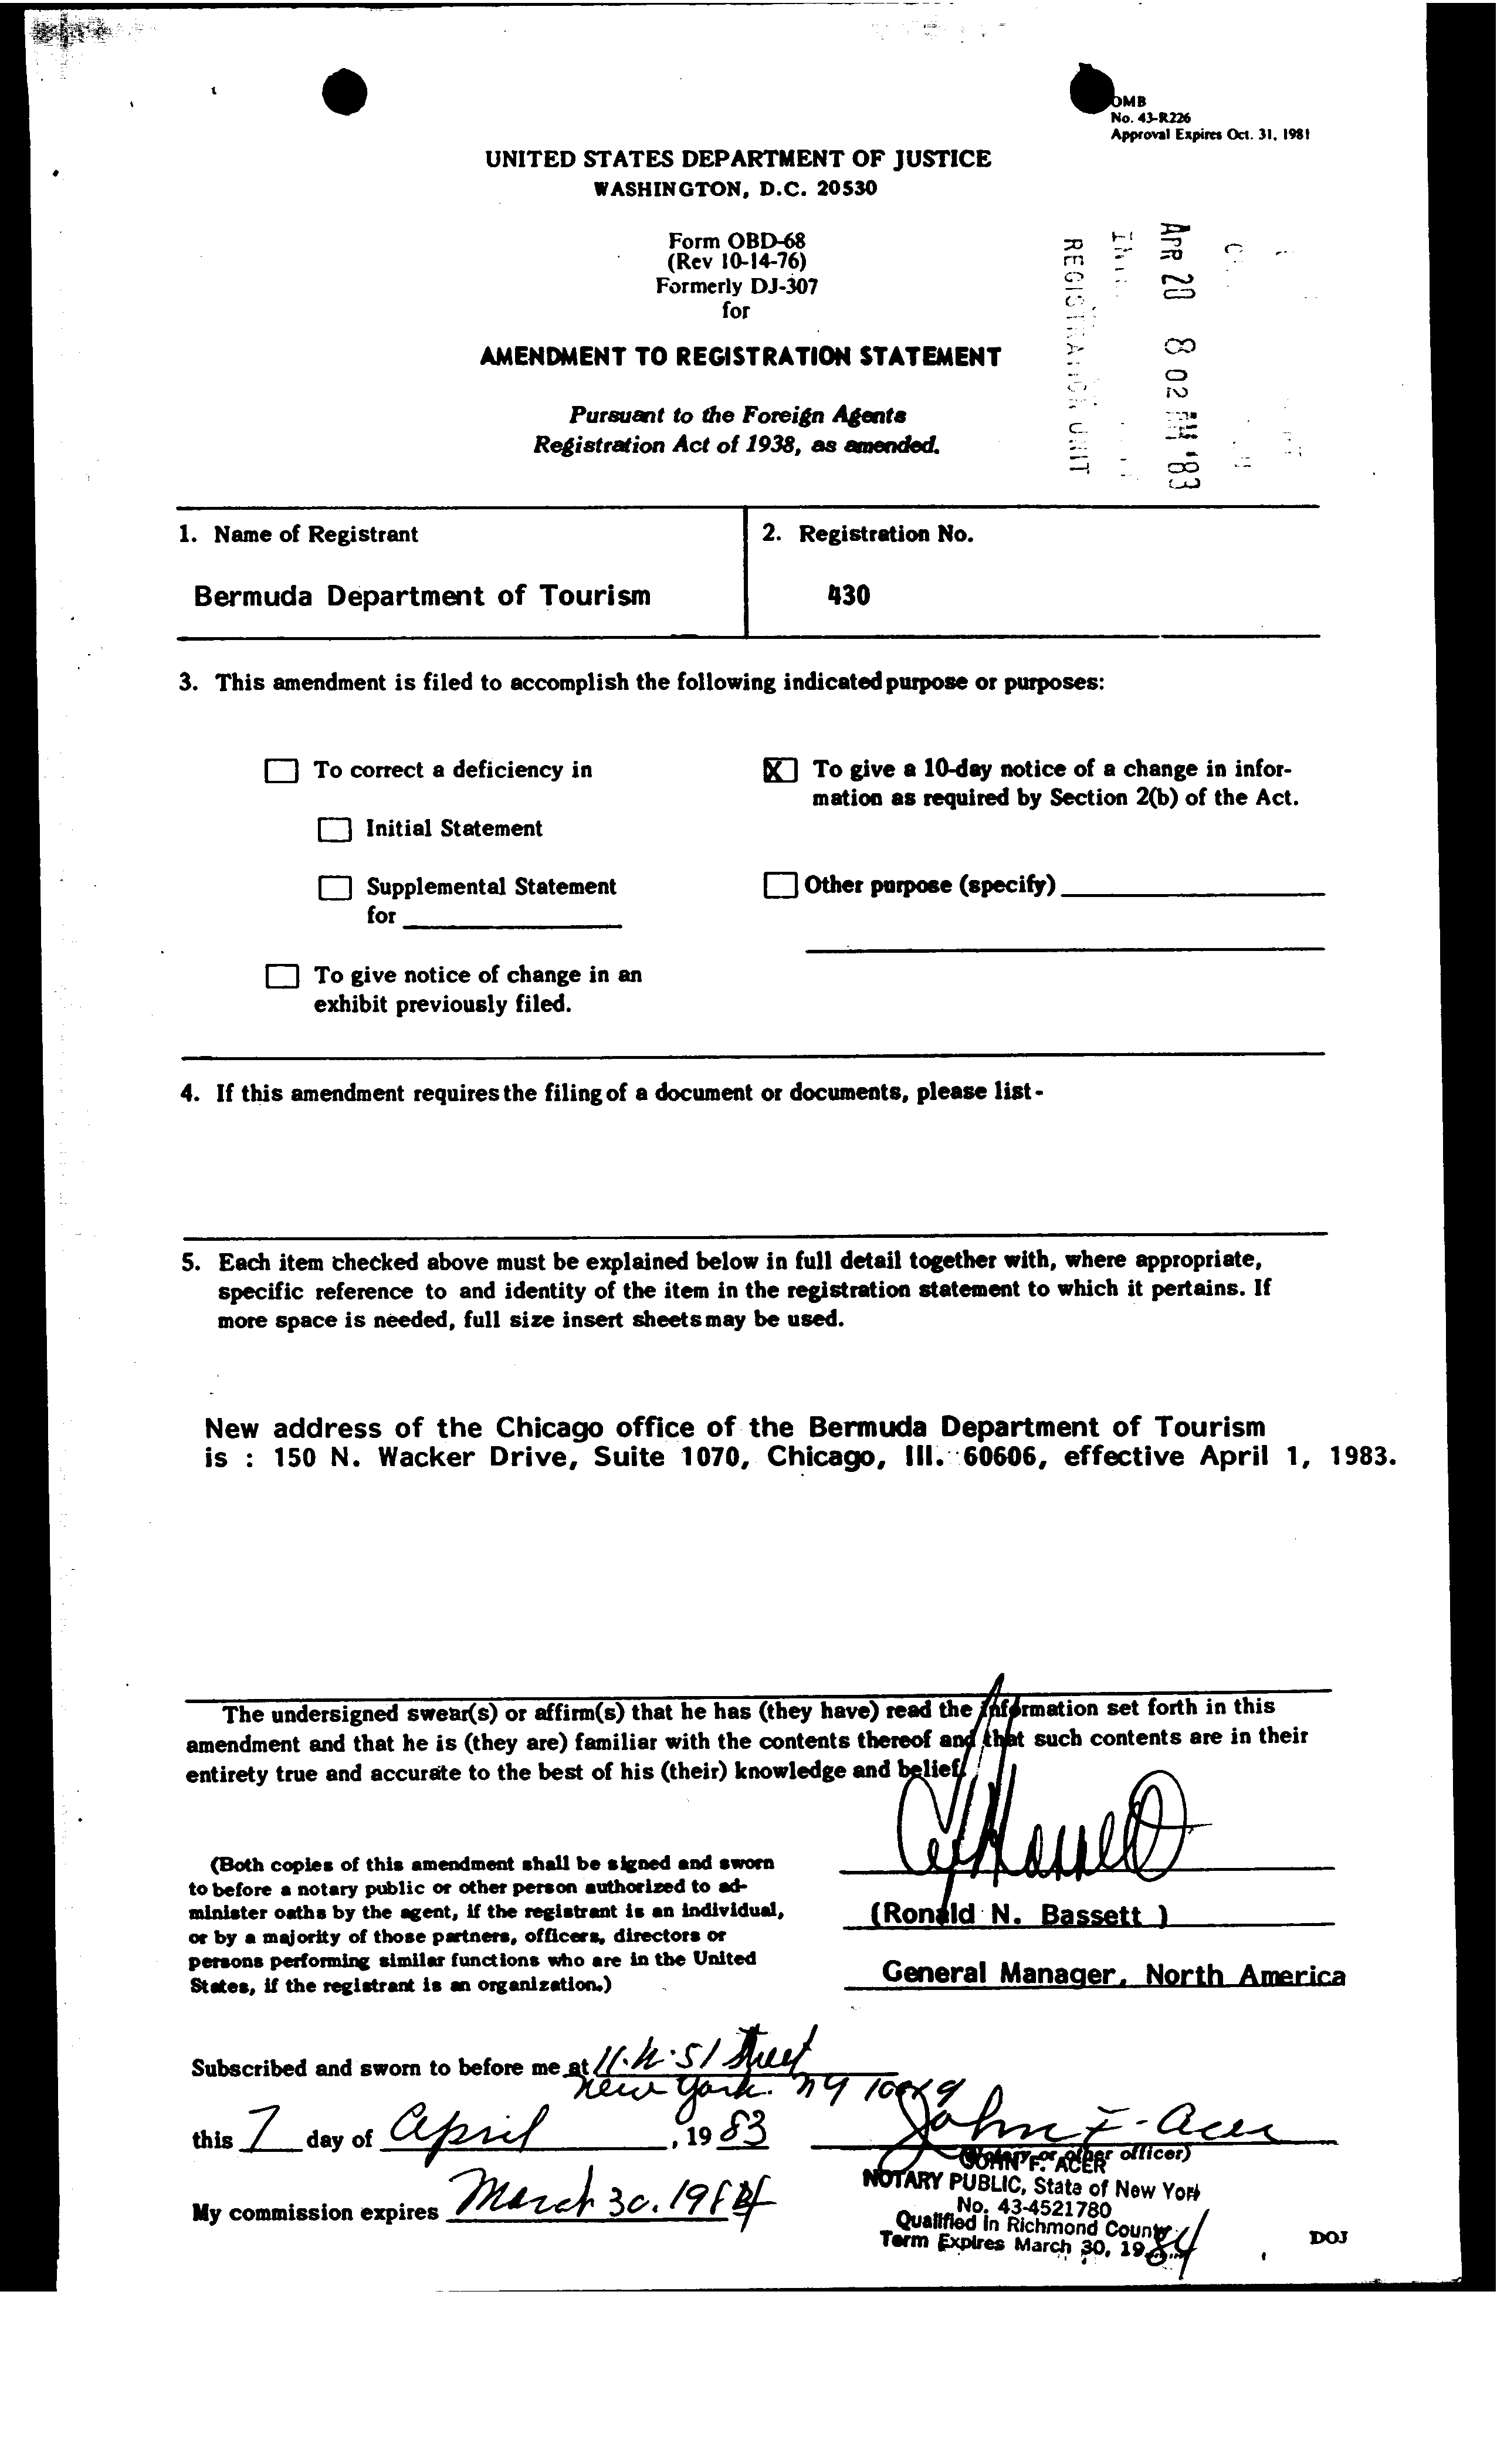 OMB
No. 43-R226
Approval Expires Oct. 31, 1981
UNITED STATES DEPARTMENT OF JUSTICE
WASHINGTON, D.C. 20530
Form OBD-68
(Rev 10-14-76)
Formerly DJ-307
for
AMENDMENT TO REGISTRATION STATEMENT
Pursuant to the Foreign Agents
Registration Act of 1938, as amended.
APR 20 8 02 AM '83
REGISTRATION UNIT
1. Name of Registrant
Bermuda Department of Tourism
2. Registration No.
430
3. This amendment is filed to accomplish the following indicated purpose or purposes:
To correct a deficiency in
Initial Statement
Supplemental Statement
for
To give notice of change in an
exhibit previously filed.
X To give a 10-day notice of a change in infor-
mation as required by Section 2(b) of the Act.
Other purpose (specify)
4. If this amendment requires the filing of a document or documents, please list -
5. Each item checked above must be explained below in full detail together with, where appropriate,
specific reference to and identity of the item in the registration statement to which it pertains. If
more space is needed, full size insert sheets may be used.
New address of the Chicago office of the Bermuda Department of Tourism
is : 150 N. Wacker Drive, Suite 1070, Chicago, Ill. 60606, effective April 1, 1983.
The undersigned swear(s) or affirm(s) that he has (they have) read the information set forth in this
amendment and that he is (they are) familiar with the contents thereof and that such contents are in their
entirety true and accurate to the best of his (their) knowledge and belief.
(Both copies of this amendment shall be signed and sworn
to before a notary public or other person authorized to ad-
minister oaths by the agent, if the registrant is an individual,
or by a majority of those partners, officers, directors or
persons performing similar functions who are in the United
States, if the registrant is an organization.)
(Ronald N. Bassett )
General Manager, North America
Subscribed and sworn to before me at 11. W. 51 Street
New York. NY
this 7 day of April, 1983
John F. Acer
(Notary or other officer)
JOHN F. ACER
NOTARY PUBLIC, State of New York
No. 43-4521780
Qualified in Richmond County
Term Expires March 30, 1984
My commission expires March 30. 1984
DOJ